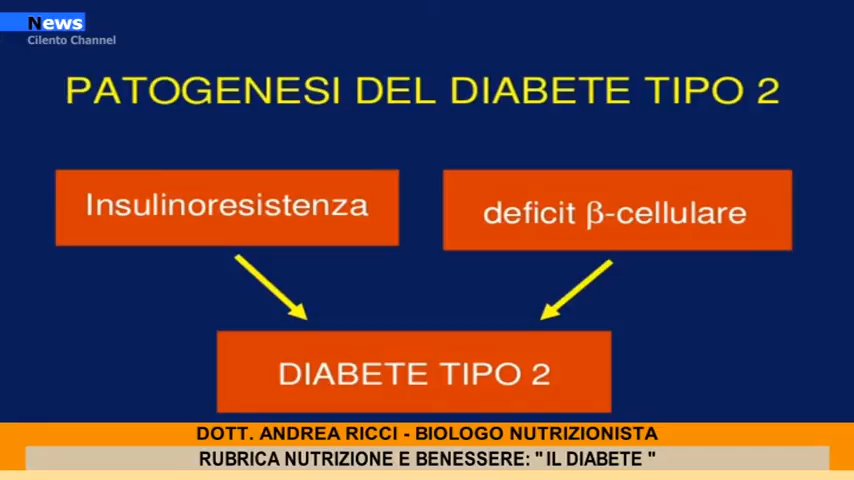 News
Cilento Channel
PATOGENESI DEL DIABETE TIPO 2
Insulinoresistenza
deficit β-cellulare
DIABETE TIPO 2
DOTT. ANDREA RICCI - BIOLOGO NUTRIZIONISTA
RUBRICA NUTRIZIONE E BENESSERE: " IL DIABETE "